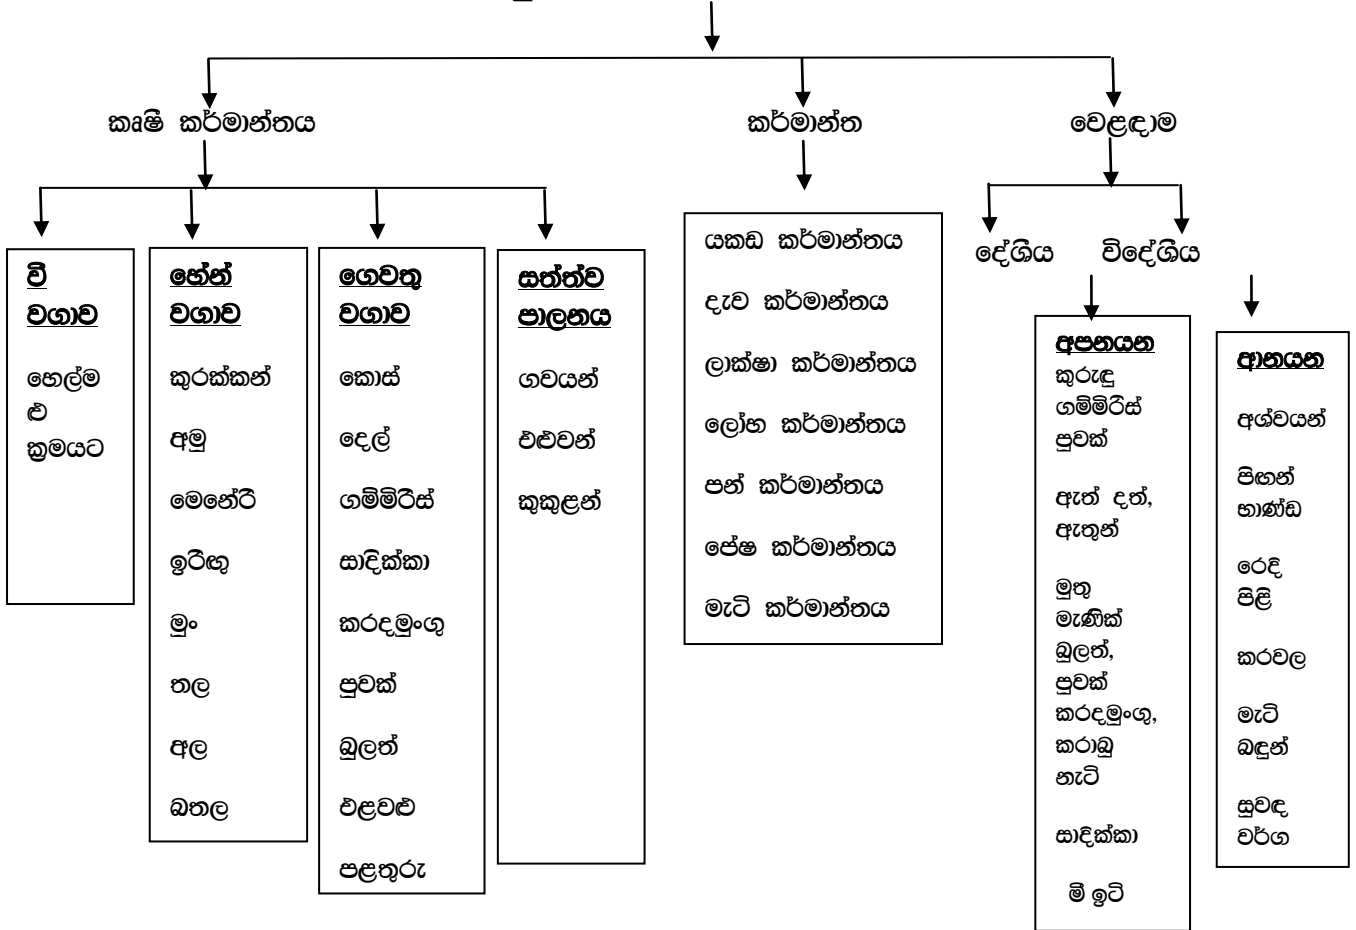 කෘෂි කර්මාන්තය
කර්මාන්ත
වෙළඳාම
දේශීය
විදේශීය
වී
වගාව
හෙල්ම
ළු
ක්‍රමයට
හේන්
වගාව
කුරක්කන්
අමු
මෙනේරි
ඉරිඟු
මුං
තල
අල
බතල
ගෙවතු
වගාව
කොස්
දෙල්
ගම්මිරිස්
සාදික්කා
කරදමුංගු
පුවක්
බුලත්
එළවළු
පළතුරු
සත්ත්ව
පාලනය
ගවයන්
එළුවන්
කුකුළන්
යකඩ කර්මාන්තය
දැව කර්මාන්තය
ලාක්ෂා කර්මාන්තය
ලෝහ කර්මාන්තය
පන් කර්මාන්තය
පේෂ කර්මාන්තය
මැටි කර්මාන්තය
අපනයන
කුරුඳු
ගම්මිරිස්
පුවක්
ඇත් දත්,
ඇතුන්
මුතු
මැණික්
බුලත්,
පුවක්
කරදමුංගු,
කරාබු
නැටි
සාදික්කා
මී ඉටි
ආනයන
අශ්වයන්
පිඟන්
භාණ්ඩ
රෙදි
පිළි
කරවල
මැටි
බඳුන්
සුවඳ
වර්ග